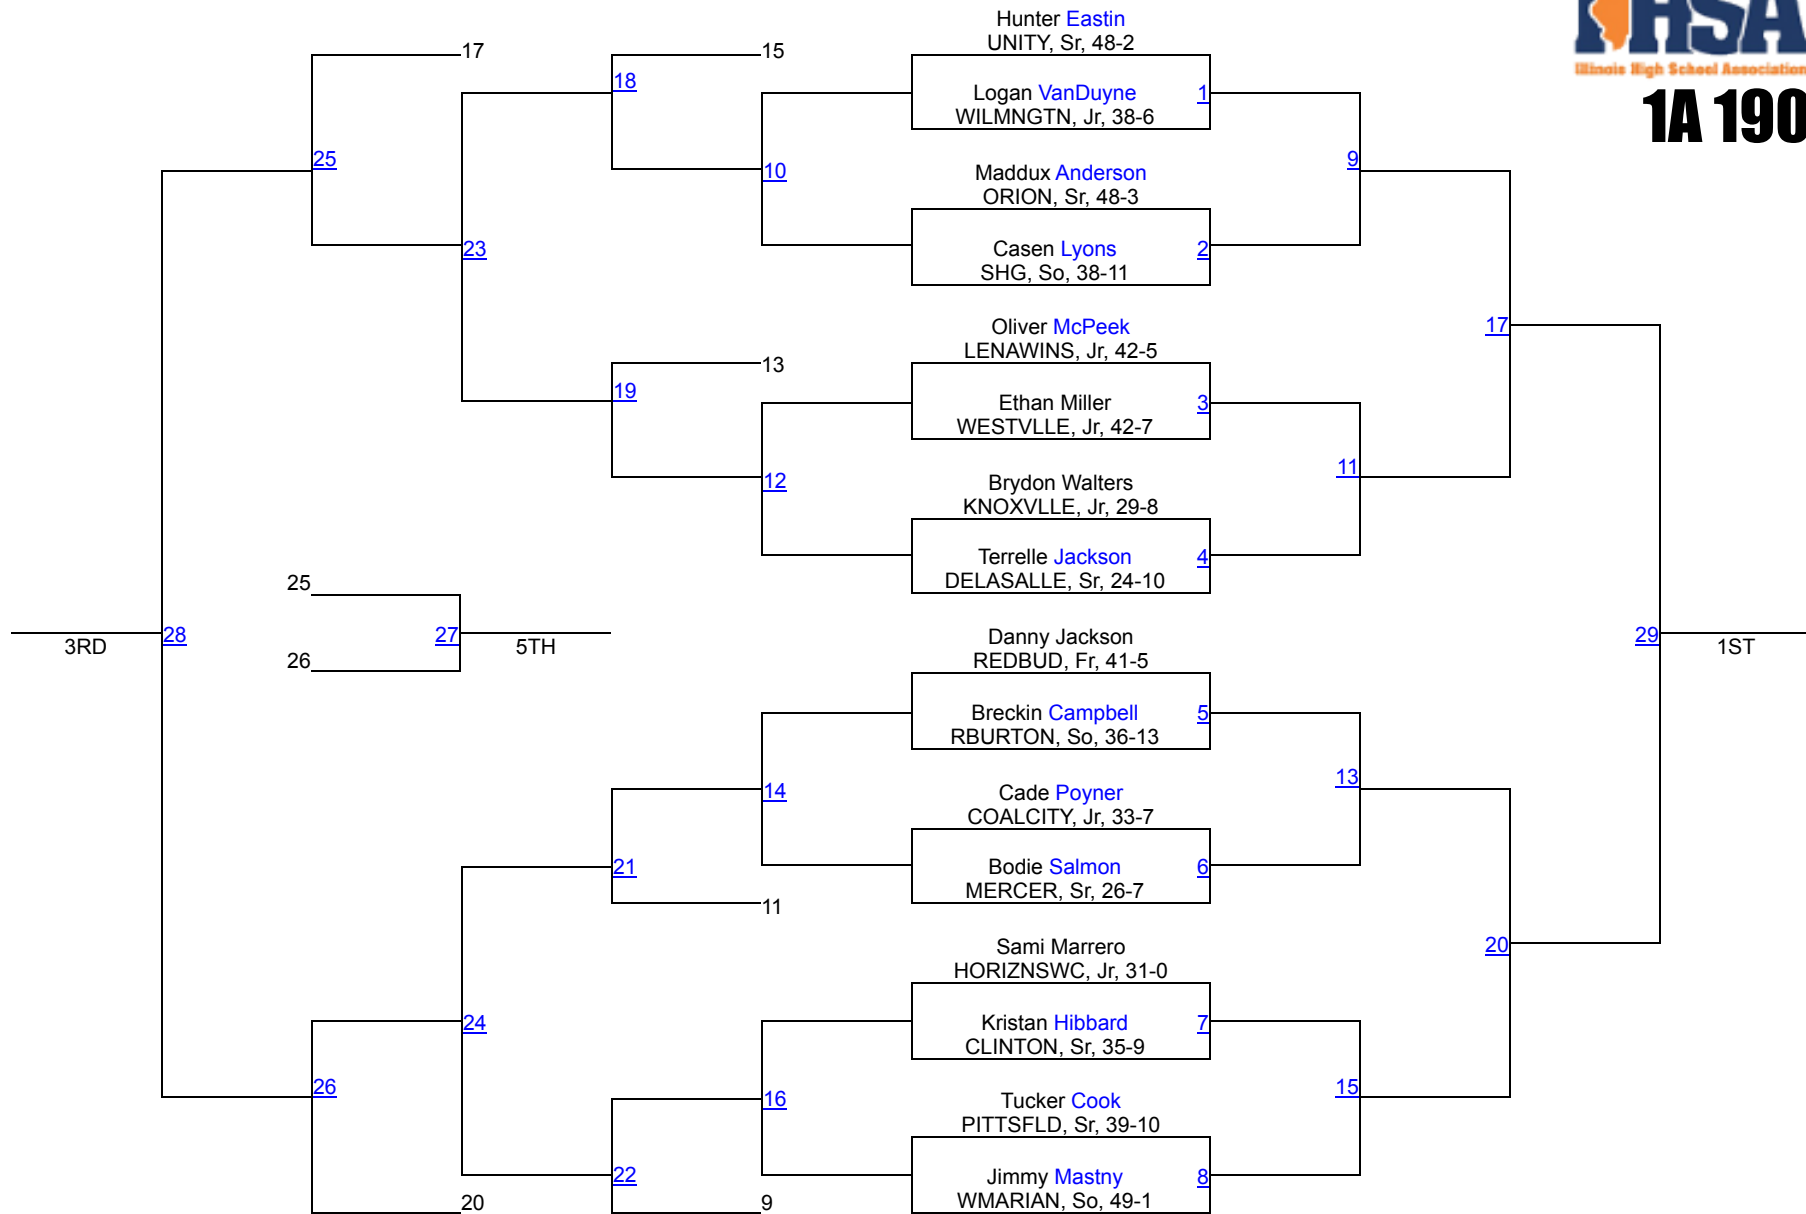 HSA
Illinois High School Association
1A 190
Hunter Eastin
UNITY, Sr, 48-2
Logan VanDuyne 1
WILMNGTN, Jr, 38-6
Maddux Anderson
ORION, Sr, 48-3
Casen Lyons 2
SHG, So, 38-11
Oliver McPeek
LENAWINS, Jr, 42-5
Ethan Miller 3
WESTVLLE, Jr, 42-7
Brydon Walters
KNOXVLLE, Jr, 29-8
Terrelle Jackson 4
DELASALLE, Sr, 24-10
Danny Jackson
REDBUD, Fr, 41-5
Breckin Campbell 5
RBURTON, So, 36-13
Cade Poyner
COALCITY, Jr, 33-7
Bodie Salmon 6
MERCER, Sr, 26-7
Sami Marrero
HORIZNSWC, Jr, 31-0
Kristan Hibbard 7
CLINTON, Sr, 35-9
Tucker Cook
PITTSFLD, Sr, 39-10
Jimmy Mastny 8
WMARIAN, So, 49-1
9
11
13
15
17
20
29
1ST
15
18
10
13
19
12
14
21
11
16
22
9
17
25
23
24
26
20
28
3RD
25
27
26
5TH